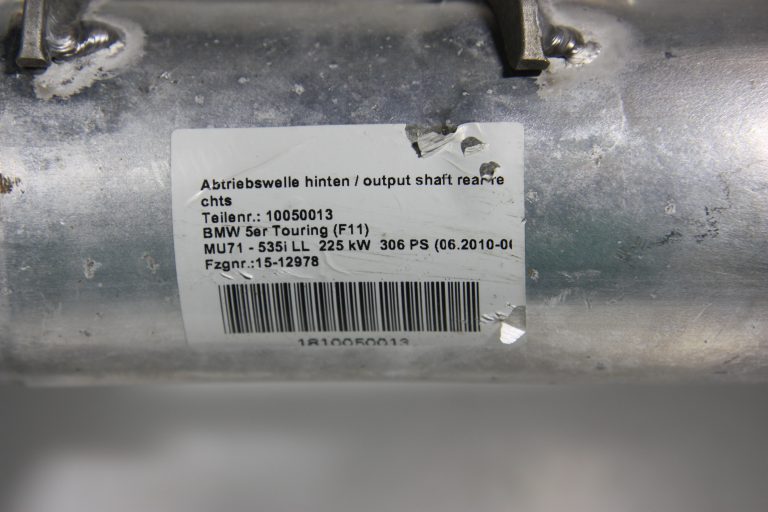 Abtriebswelle hinten / output shaft rear re
chts
Teilenr.: 10050013
BMW 5er Touring (F11)
MU71 - 535i LL 225 kW 306 PS (06.2010-0
Fzgnr.:15-12978
1810050013